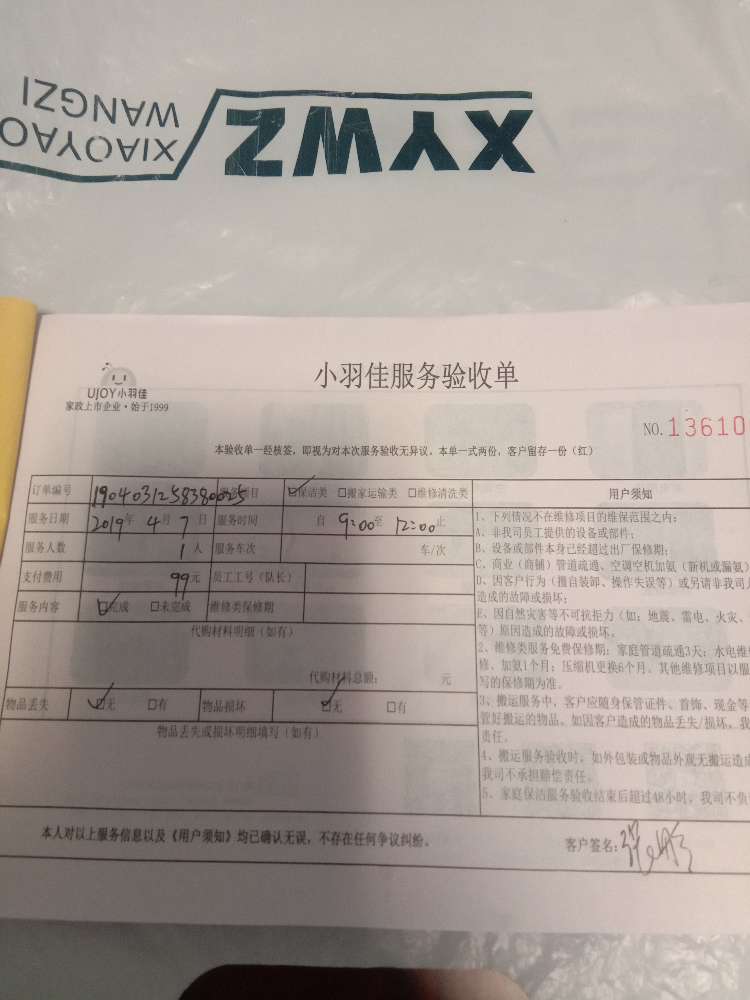 XYWZ
XIAOYAO
WANGZI
UJOY小羽佳
家政上市企业·始于1999
小羽佳服务验收单
NO.13610
本验收单一经核签，即视为对本次服务验收无异议。本单一式两份，客户留存一份（红）
订单编号 项目 ☑保洁类 □搬家运输类 □维修清洗类 用户须知
服务日期 2019年 4月 7日 服务时间 自 9:00 至 12:00 止
服务人数 1人 服务车次 车/次
支付费用 99元 员工工号（队长）
服务内容 ☑完成 □未完成 维修类保修期
代购材料明细（如有）
代购材料总额： 元
物品丢失 ☑无 □有 物品损坏 ☑无 □有
物品丢失或损坏明细填写（如有）
1、下列情况不在维修项目的维保范围之内：
A、非我司员工提供的设备或部件；
B、设备或部件本身已经超过出厂保修期；
C、商业（商铺）管道疏通、空调空机加氨（新机或漏氨）
D、因客户行为（擅自装卸、操作失误等）或另请非我司
造成的故障或损坏；
E、因自然灾害等不可抗拒力（如：地震、雷电、火灾、
等）原因造成的故障或损坏。
2、维修类服务免费保修期：家庭管道疏通3天；水电维
修、加氨1个月；压缩机更换6个月。其他维修项目以服
写的保修期为准。
3、搬运服务中，客户应随身保管证件、首饰、现金等
管好搬运的物品。如因客户造成的物品丢失/损坏，我
责任。
4、搬运服务验收时，如外包装或物品外观无搬运造成
我司不承担赔偿责任。
5、家庭保洁服务验收结束后超过48小时，我司不负
本人对以上服务信息以及《用户须知》均已确认无误，不存在任何争议纠纷。
客户签名：